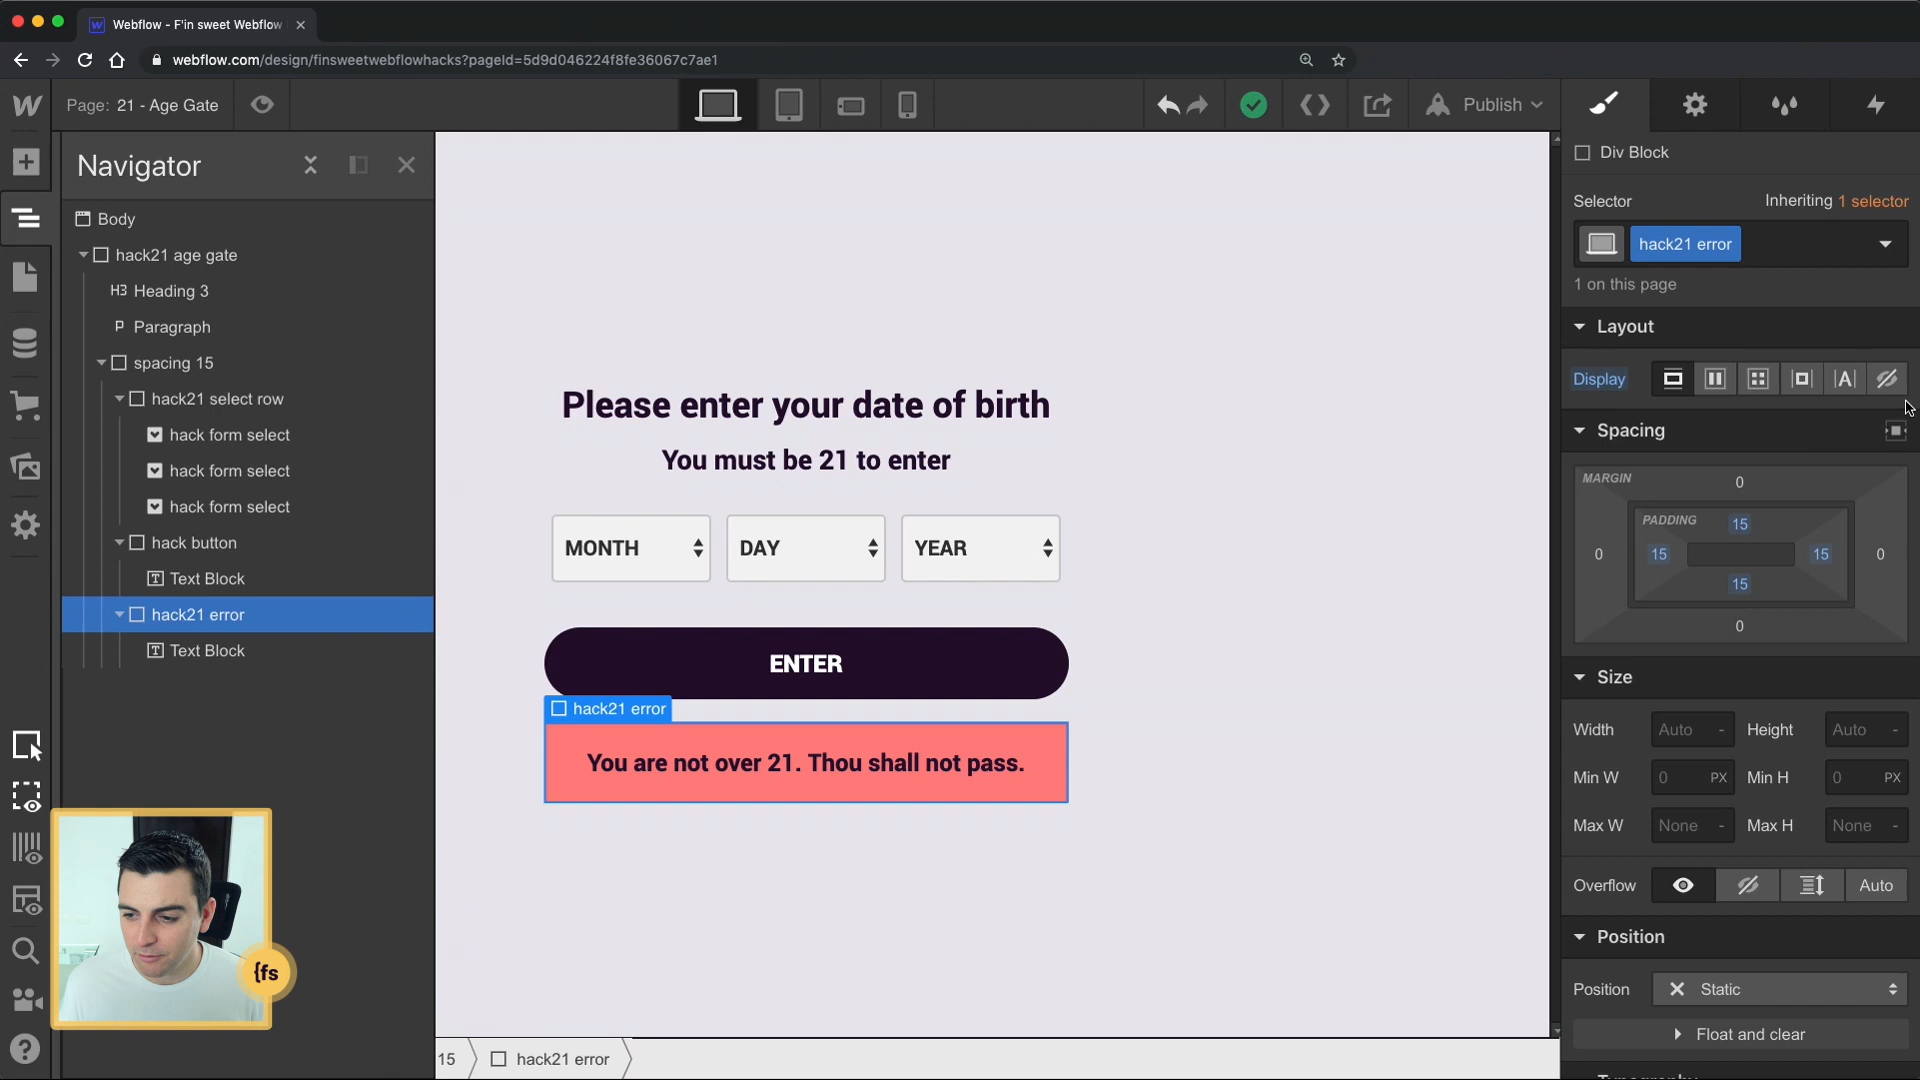 Webflow - F'in sweet Webflow
webflow.com/design/finsweetwebflowhacks?pageId=5d9d046224f8fe36067c7ae1
Page: 21 - Age Gate
Publish
Navigator
Body
hack21 age gate
H3 Heading 3
P Paragraph
spacing 15
hack21 select row
hack form select
hack form select
hack form select
hack button
Text Block
hack21 error
Text Block
Please enter your date of birth
You must be 21 to enter
MONTH
DAY
YEAR
ENTER
hack21 error
You are not over 21. Thou shall not pass.
{fs
15
hack21 error
Div Block
Selector
Inheriting 1 selector
hack21 error
1 on this page
Layout
Display
Spacing
MARGIN
0
PADDING
15
0
15
15
0
15
0
Size
Width Auto -
Height Auto -
Min W 0 PX
Min H 0 PX
Max W None -
Max H None -
Overflow
Auto
Position
Position
Static
Float and clear